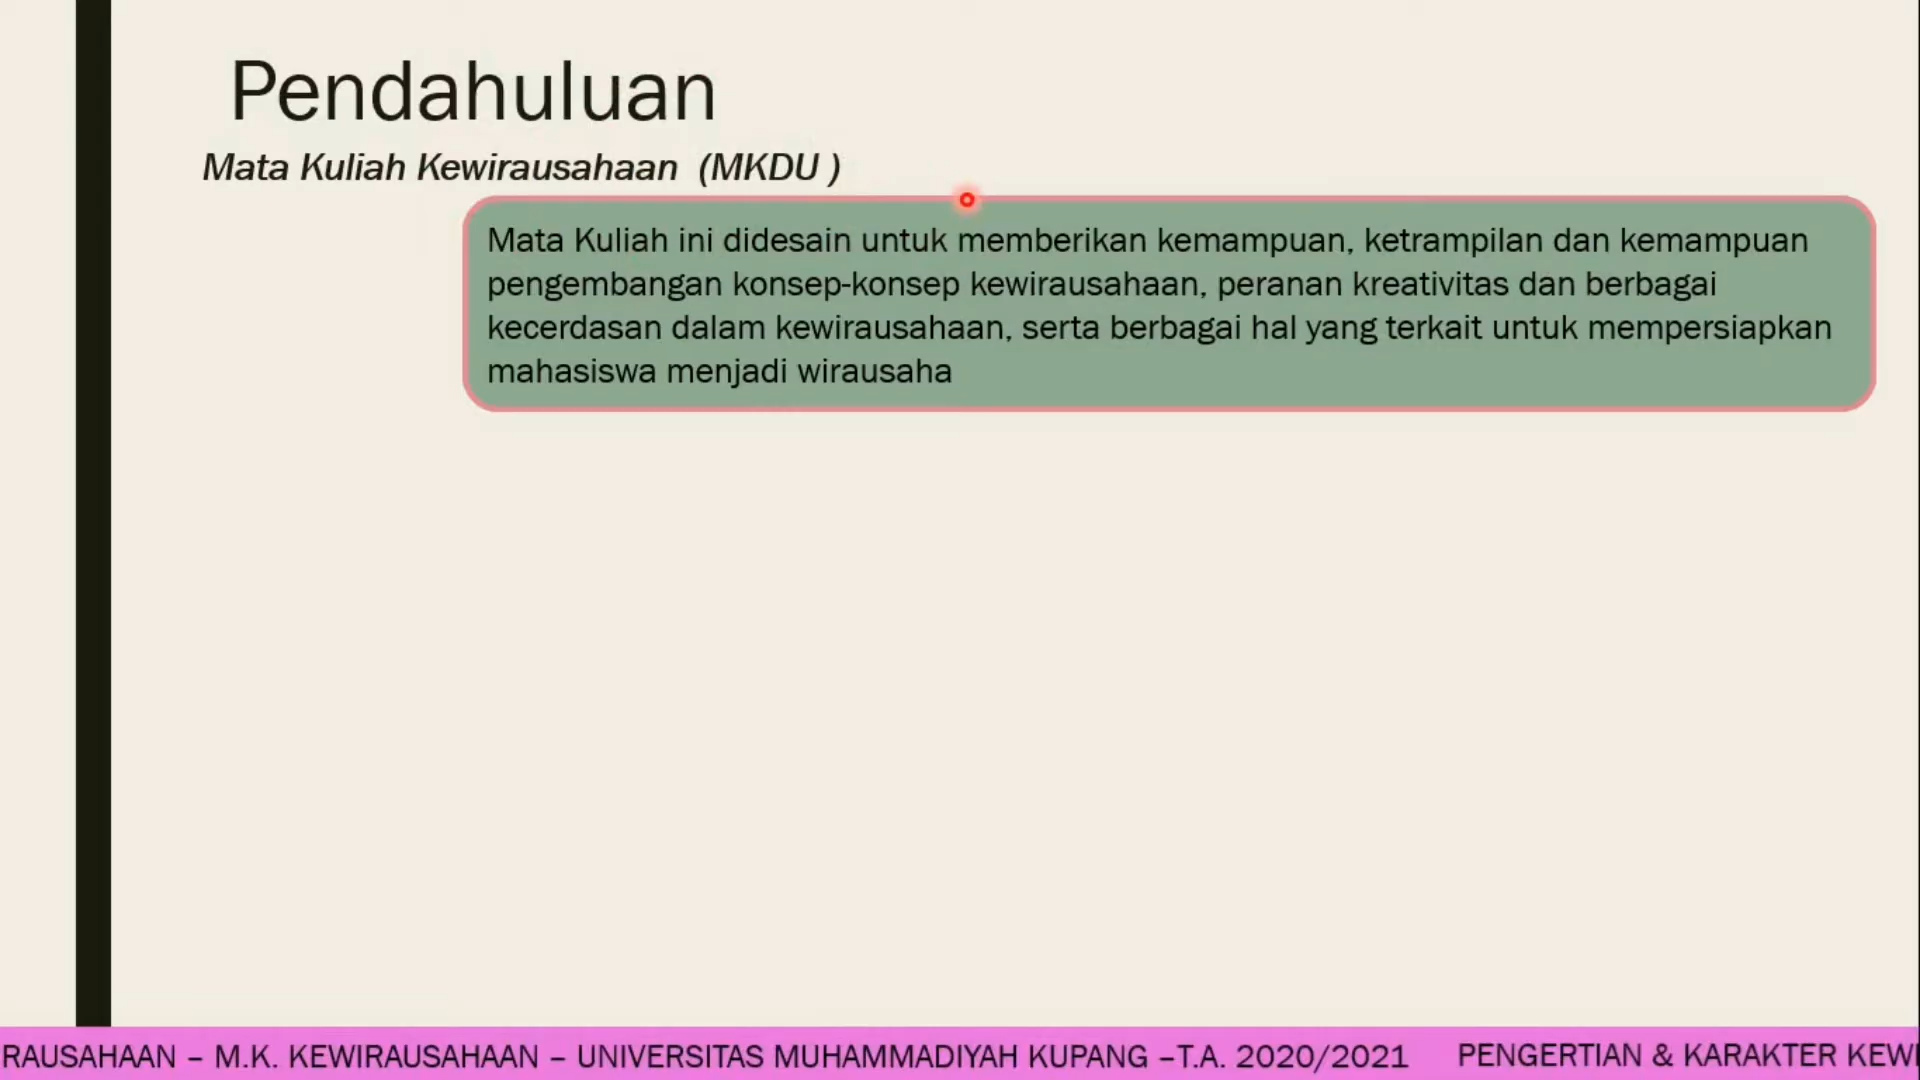 Pendahuluan
Mata Kuliah Kewirausahaan (MKDU )
Mata Kuliah ini didesain untuk memberikan kemampuan, ketrampilan dan kemampuan
pengembangan konsep-konsep kewirausahaan, peranan kreativitas dan berbagai
kecerdasan dalam kewirausahaan, serta berbagai hal yang terkait untuk mempersiapkan
mahasiswa menjadi wirausaha
RAUSAHAAN – M.K. KEWIRAUSAHAAN – UNIVERSITAS MUHAMMADIYAH KUPANG –T.A. 2020/2021 PENGERTIAN & KARAKTER KEWI